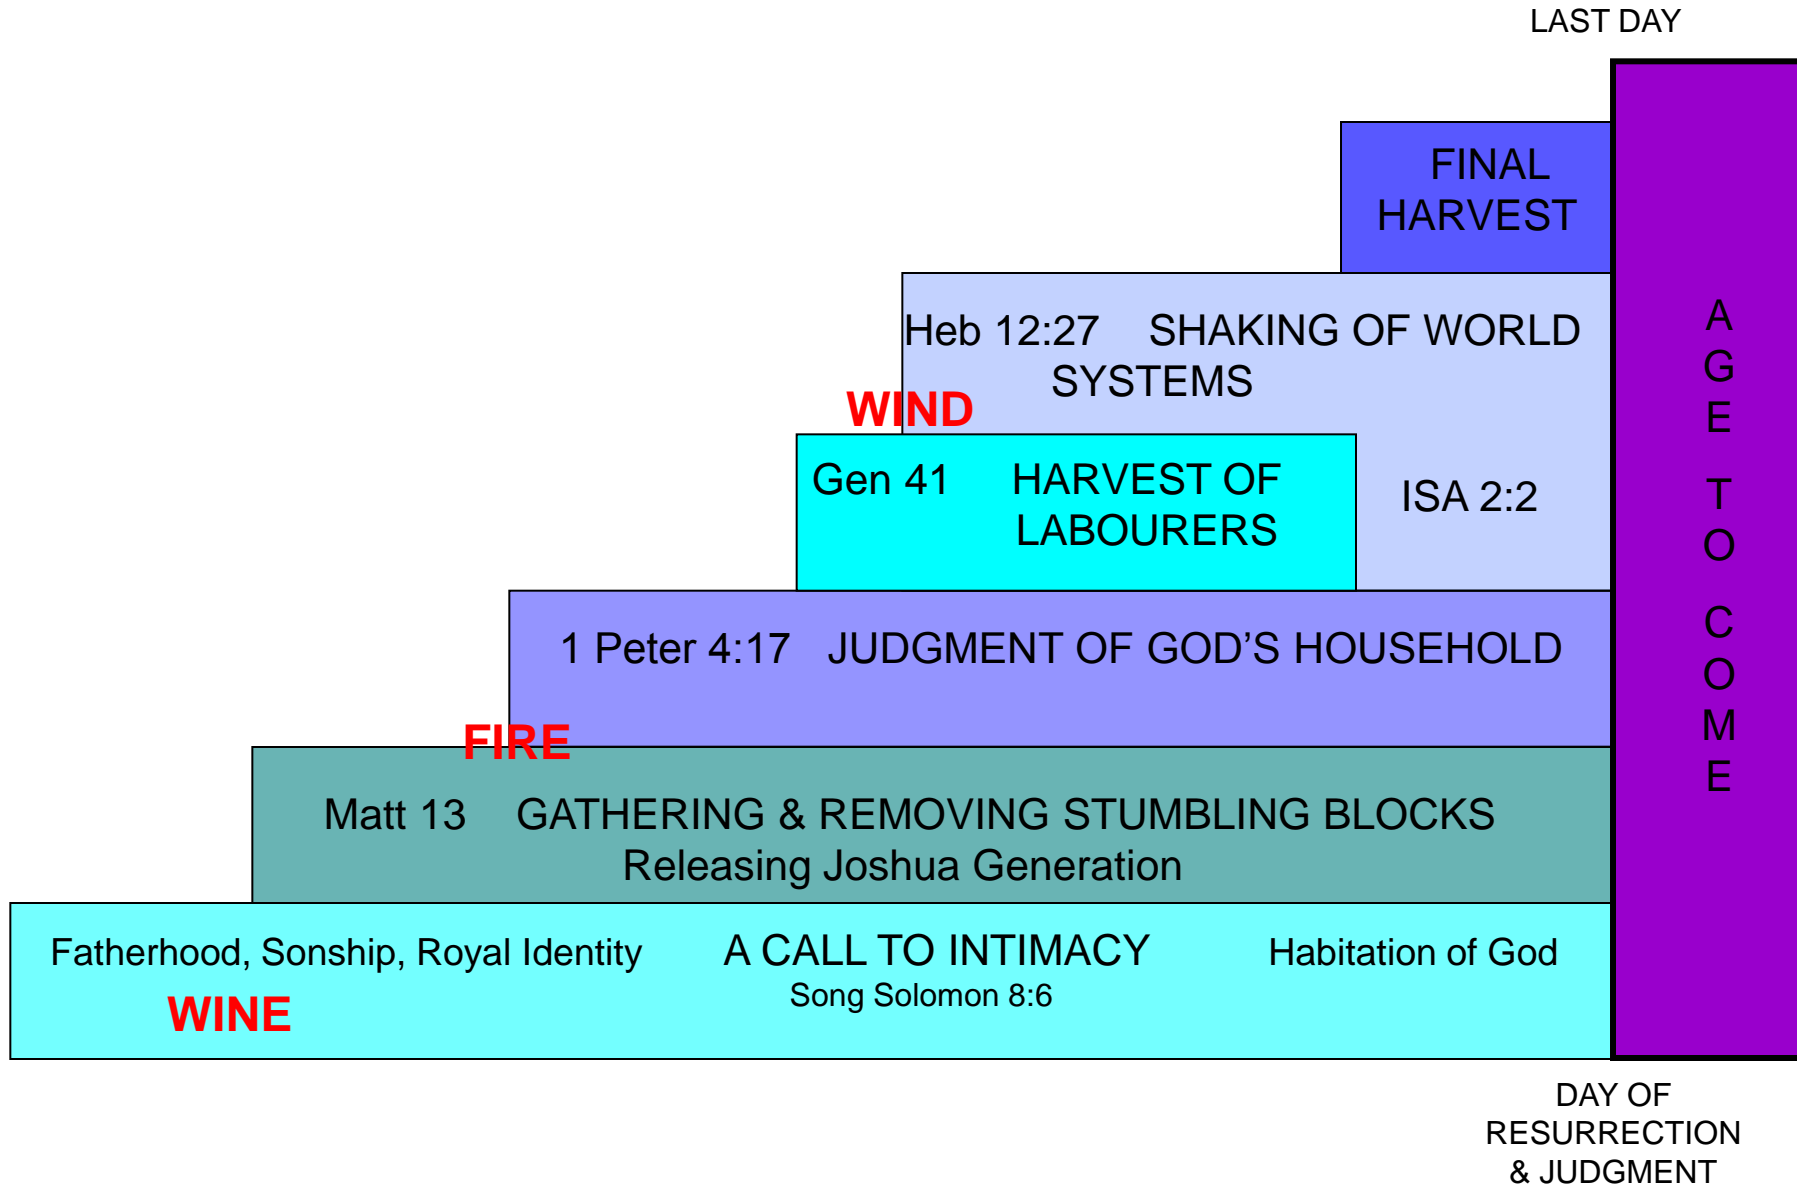 LAST DAY
FINAL
HARVEST
Heb 12:27 SHAKING OF WORLD
SYSTEMS
WIND
Gen 41 HARVEST OF
LABOURERS
ISA 2:2
1 Peter 4:17 JUDGMENT OF GOD’S HOUSEHOLD
FIRE
Matt 13 GATHERING & REMOVING STUMBLING BLOCKS
Releasing Joshua Generation
Fatherhood, Sonship, Royal Identity A CALL TO INTIMACY Habitation of God
Song Solomon 8:6
WINE
A
G
E
T
O
C
O
M
E
DAY OF
RESURRECTION
& JUDGMENT